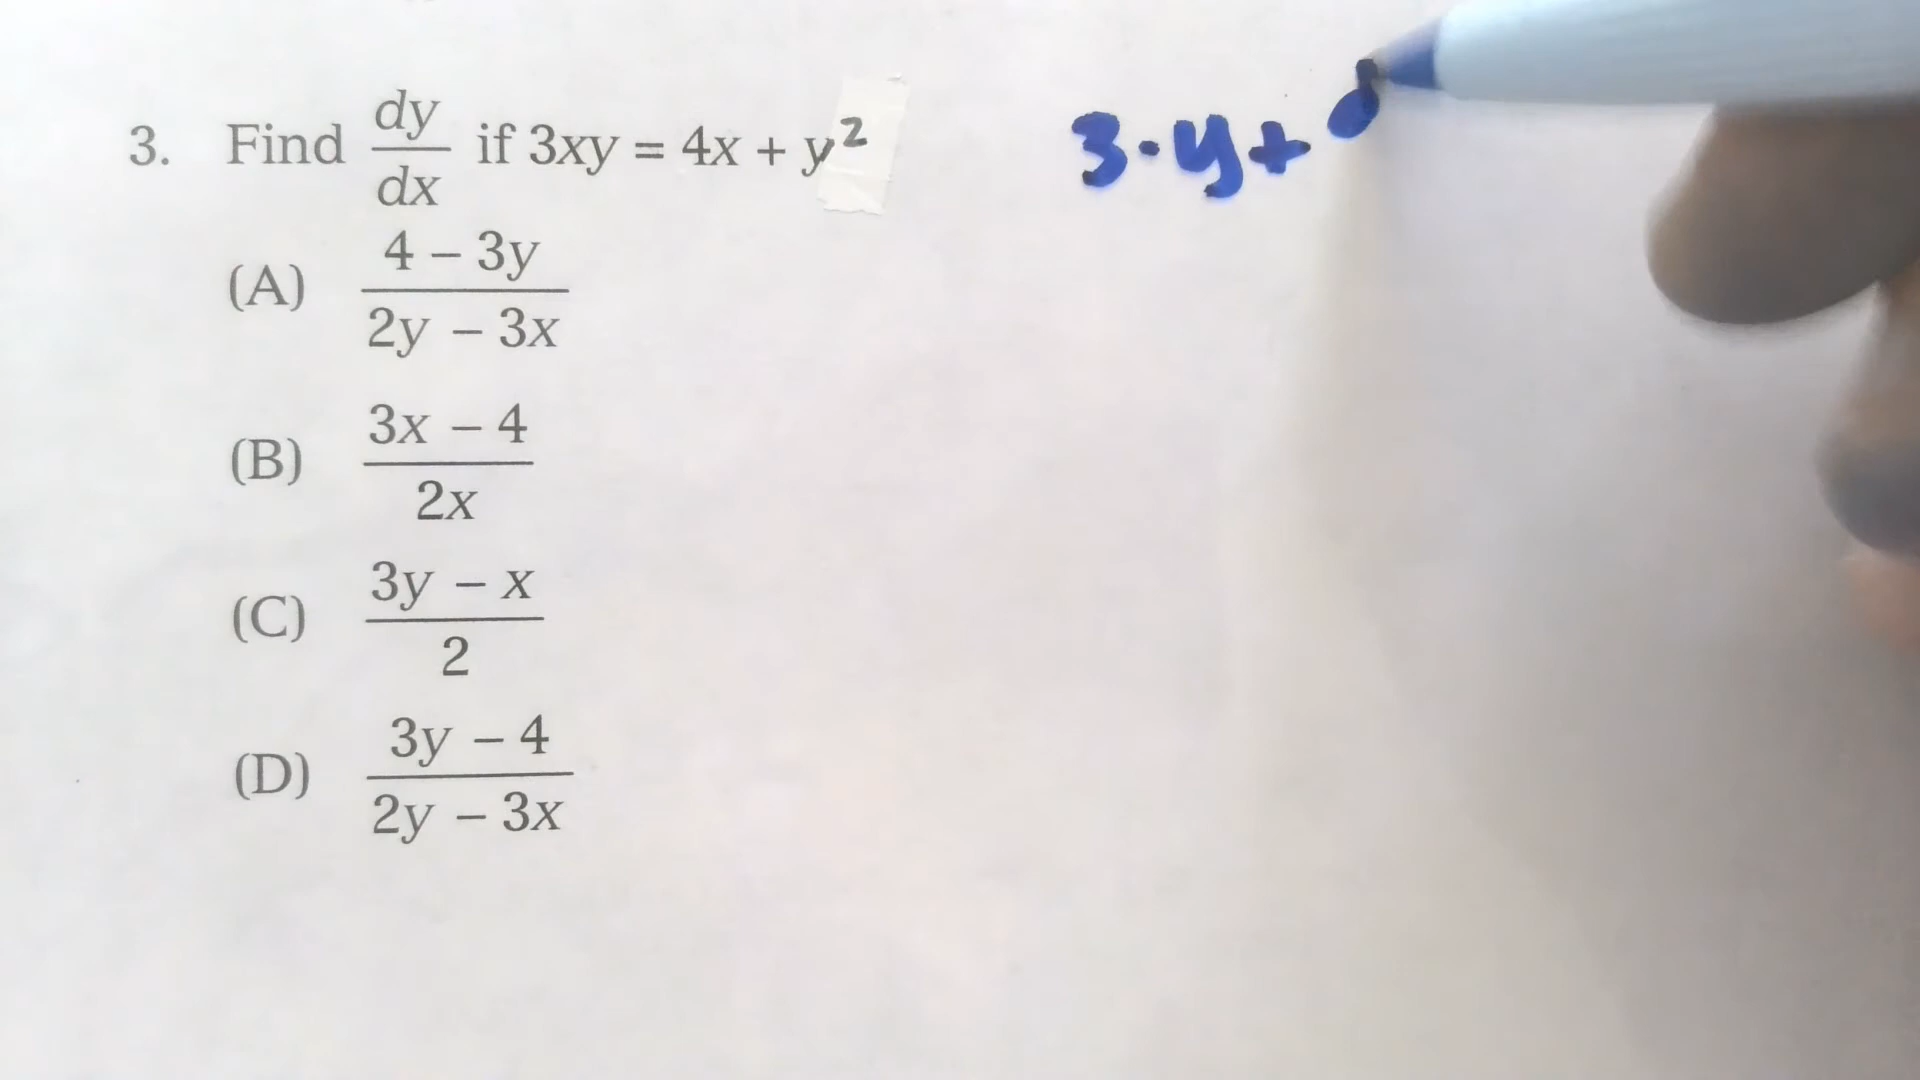 3. Find dy/dx if 3xy = 4x + y²
(A) (4 – 3y)/(2y – 3x)
(B) (3x – 4)/(2x)
(C) (3y – x)/2
(D) (3y – 4)/(2y – 3x)
3·y+